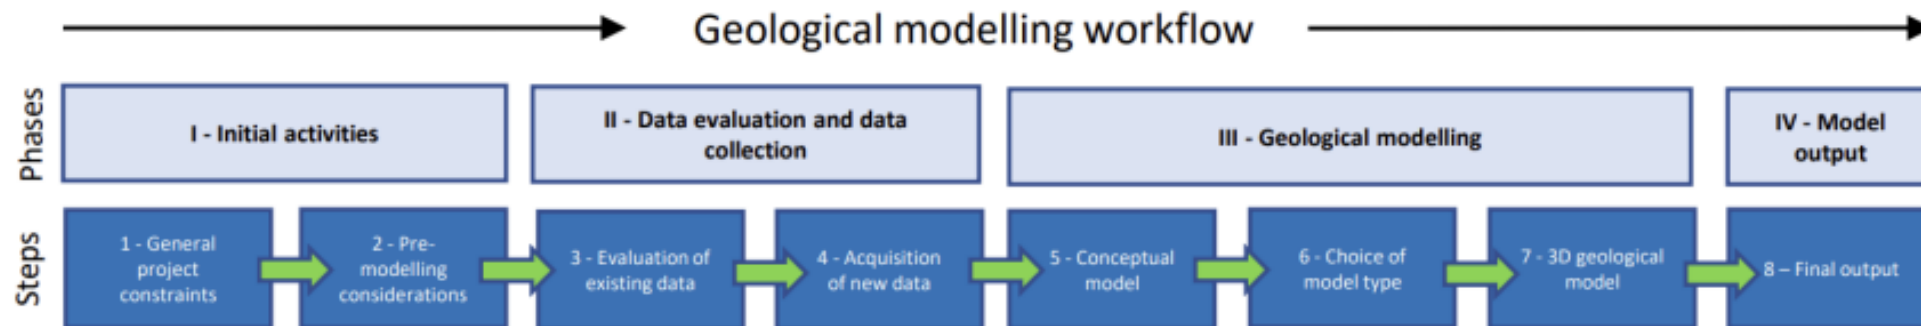 Geological modelling workflow
Phases
I - Initial activities
II - Data evaluation and data
collection
III - Geological modelling
IV - Model
output
Steps
1 - General
project
constraints
2 - Pre-
modelling
considerations
3 - Evaluation of
existing data
4 - Acquisition
of new data
5 - Conceptual
model
6 - Choice of
model type
7 - 3D geological
model
8 – Final output